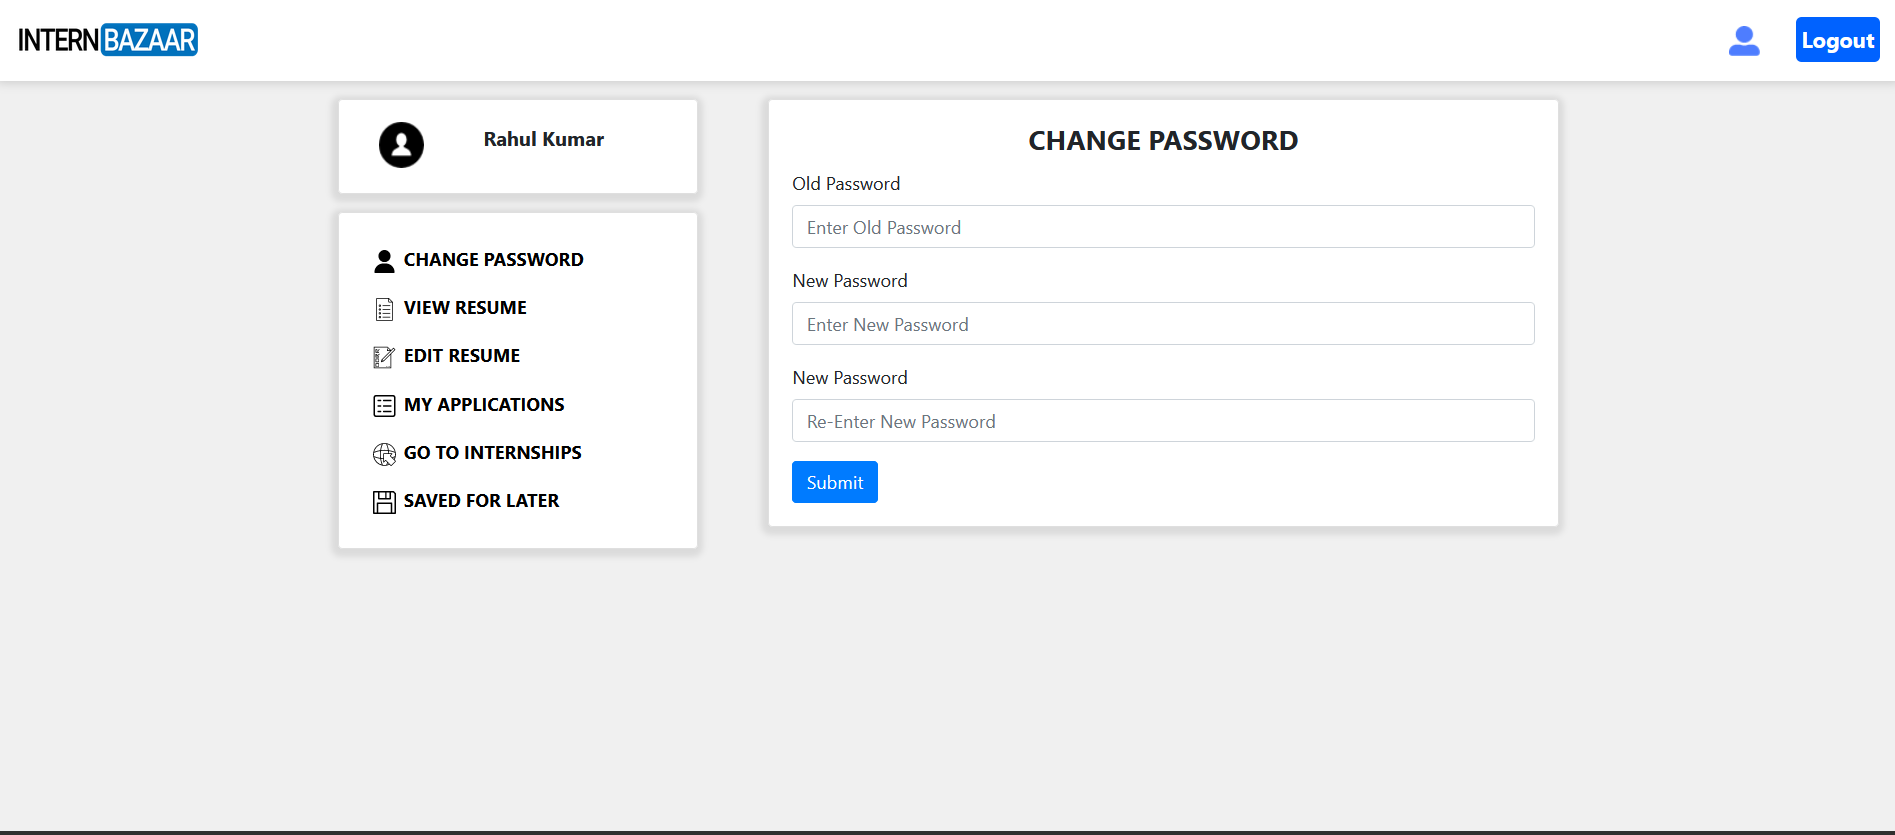 INTERNBAZAAR
Logout
Rahul Kumar
CHANGE PASSWORD
VIEW RESUME
EDIT RESUME
MY APPLICATIONS
GO TO INTERNSHIPS
SAVED FOR LATER
CHANGE PASSWORD
Old Password
Enter Old Password
New Password
Enter New Password
New Password
Re-Enter New Password
Submit